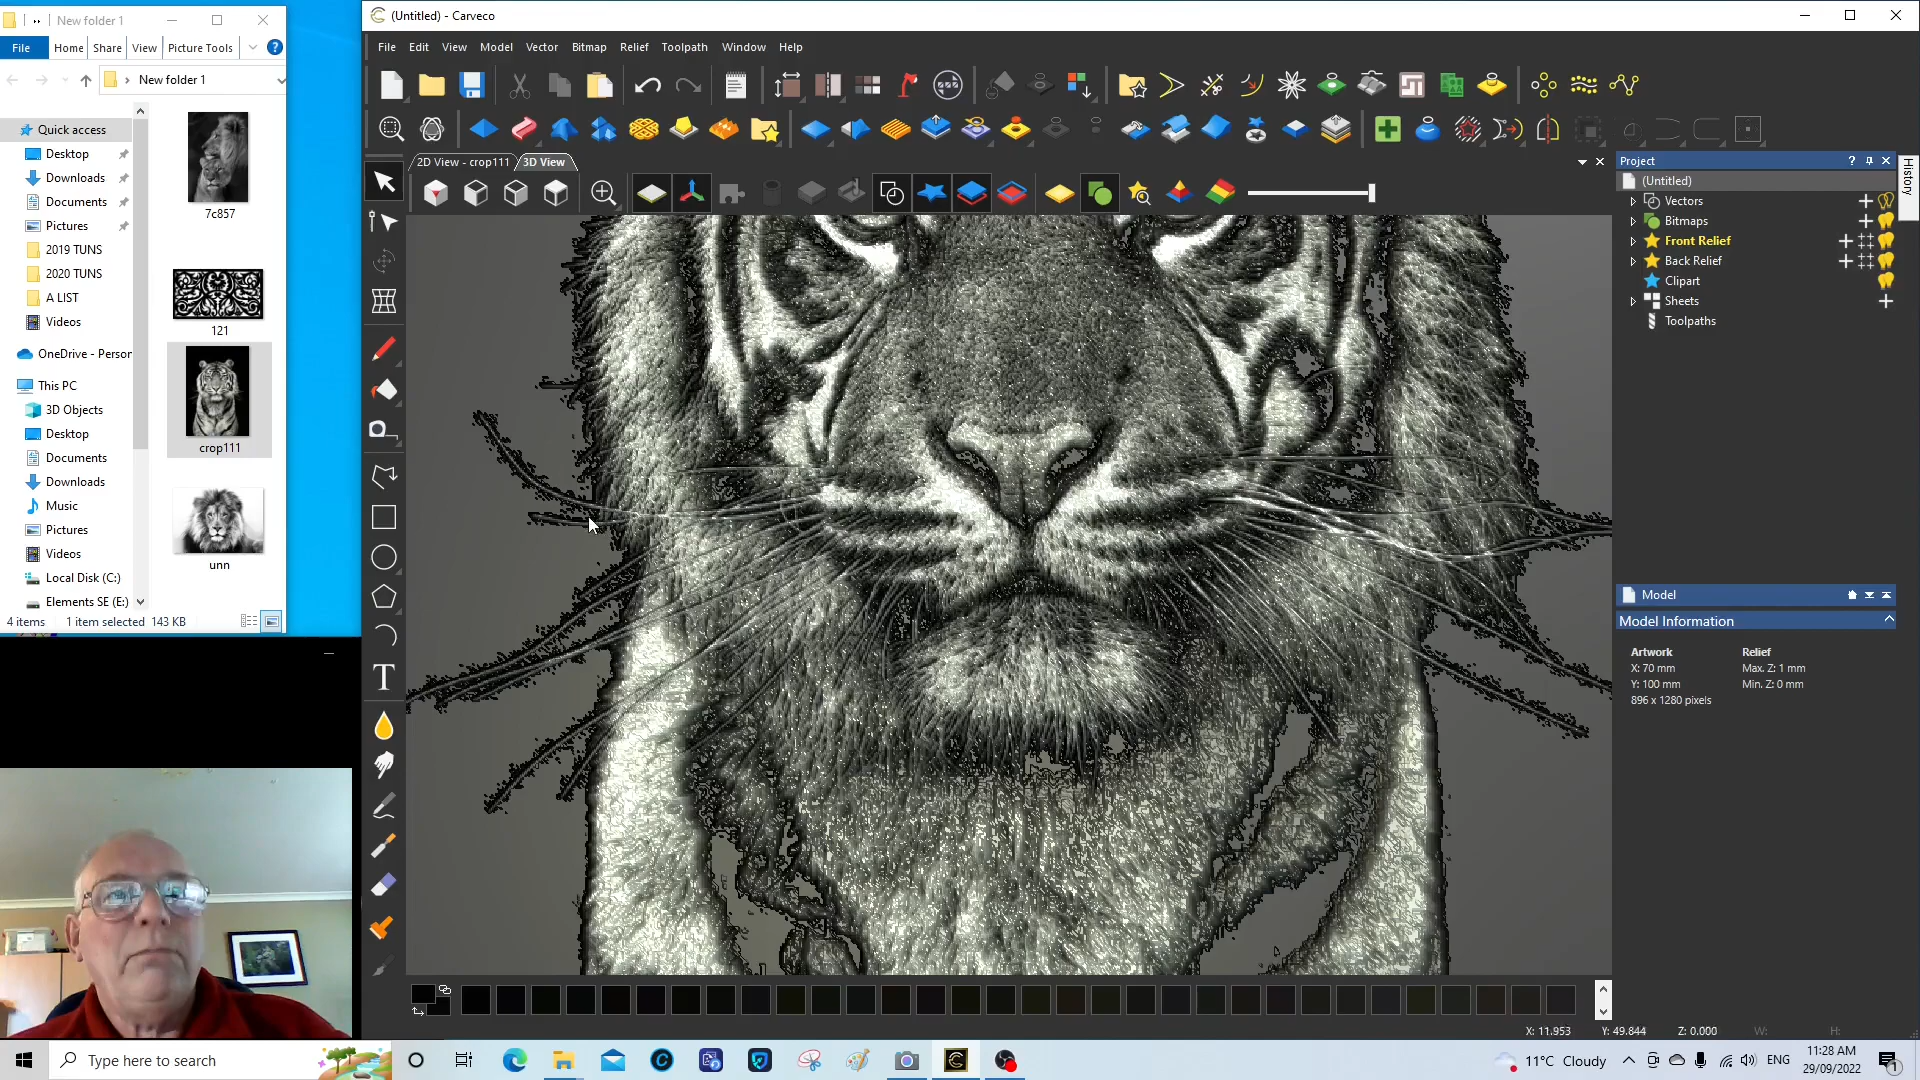 New folder 1
File
Home
Share
View
Picture Tools
New folder 1
Quick access
Desktop
Downloads
Documents
Pictures
2019 TUNS
2020 TUNS
A LIST
Videos
OneDrive - Persor
This PC
3D Objects
Desktop
Documents
Downloads
Music
Pictures
Videos
Local Disk (C:)
Elements SE (E:)
7c857
121
crop111
unn
4 items
1 item selected 143 KB
(Untitled) - Carveco
File Edit View Model Vector Bitmap Relief Toolpath Window Help
2D View - crop111
3D View
Project
(Untitled)
Vectors
Bitmaps
Front Relief
Back Relief
Clipart
Sheets
Toolpaths
History
Model
Model Information
Artwork
X: 70 mm
Y: 100 mm
896 x 1280 pixels
Relief
Max. Z: 1 mm
Min. Z: 0 mm
T
X: 11.953 Y: 49.844 Z: 0.000 W: H:
Type here to search
11°C Cloudy
ENG
11:28 AM
29/09/2022
1